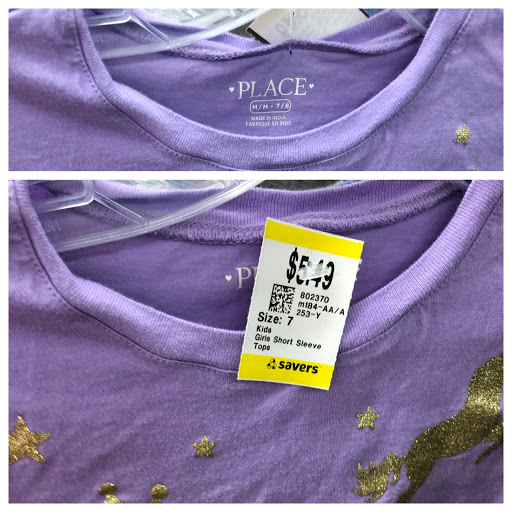 ♥PLACE♥
M/M • 7/8
MADE IN INDIA
FABRIQUÉ EN INDE
$5.49
802370
m184-AA/A
253-Y
Size: 7
Kids
Girls Short Sleeve
Tops
savers